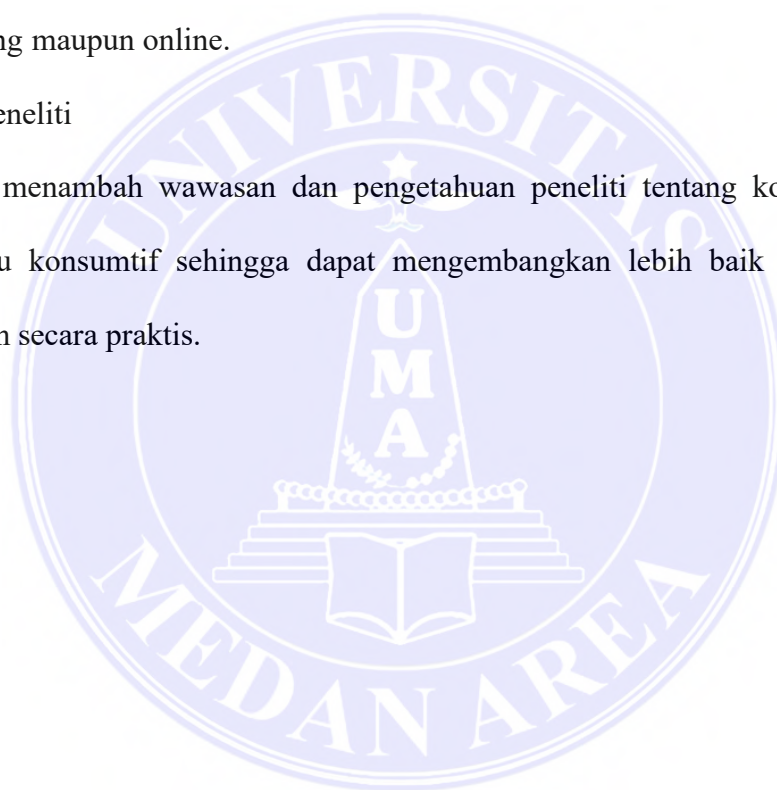 ng maupun online.
eneliti
menambah wawasan dan pengetahuan peneliti tentang ko
u konsumtif sehingga dapat mengembangkan lebih baik
n secara praktis.
UNIVERSITAS
UMA
MEDAN AREA